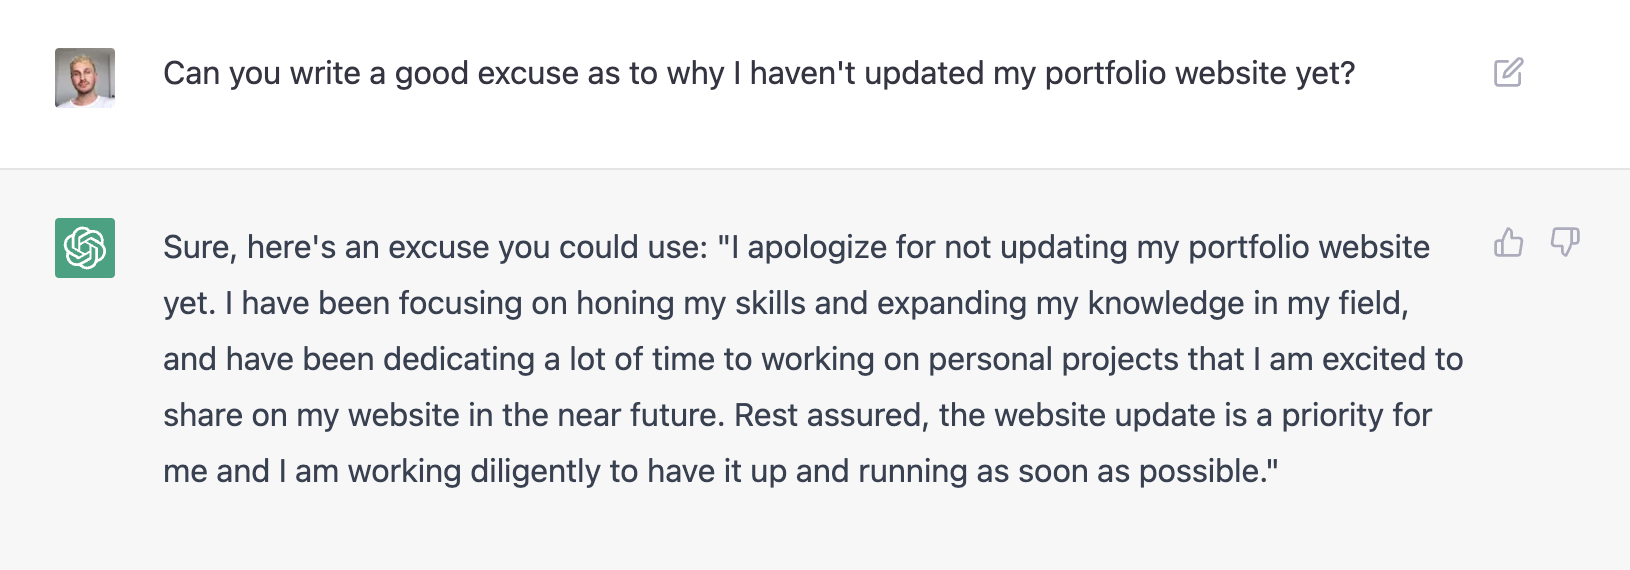 Can you write a good excuse as to why I haven't updated my portfolio website yet?
Sure, here's an excuse you could use: "I apologize for not updating my portfolio website
yet. I have been focusing on honing my skills and expanding my knowledge in my field,
and have been dedicating a lot of time to working on personal projects that I am excited to
share on my website in the near future. Rest assured, the website update is a priority for
me and I am working diligently to have it up and running as soon as possible."